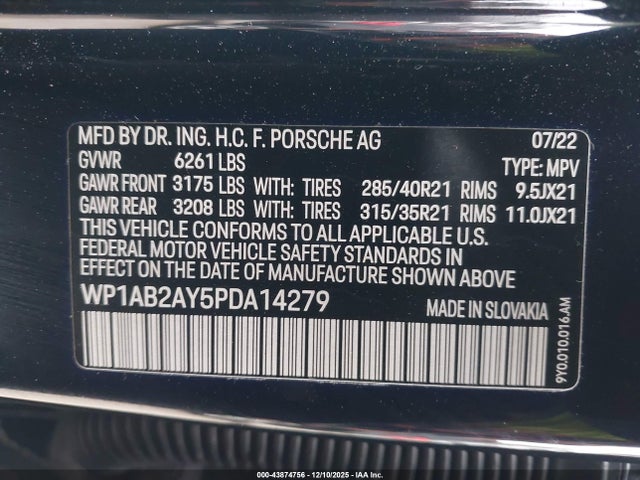 MFD BY DR. ING. H.C. F. PORSCHE AG 07/22
GVWR 6261 LBS TYPE: MPV
GAWR FRONT 3175 LBS WITH: TIRES 285/40R21 RIMS 9.5JX21
GAWR REAR 3208 LBS WITH: TIRES 315/35R21 RIMS 11.0JX21
THIS VEHICLE CONFORMS TO ALL APPLICABLE U.S.
FEDERAL MOTOR VEHICLE SAFETY STANDARDS IN
EFFECT ON THE DATE OF MANUFACTURE SHOWN ABOVE
WP1AB2AY5PDA14279 MADE IN SLOVAKIA
9Y0.010.016.AM
000-43874756 - 12/10/2025 - IAA Inc.